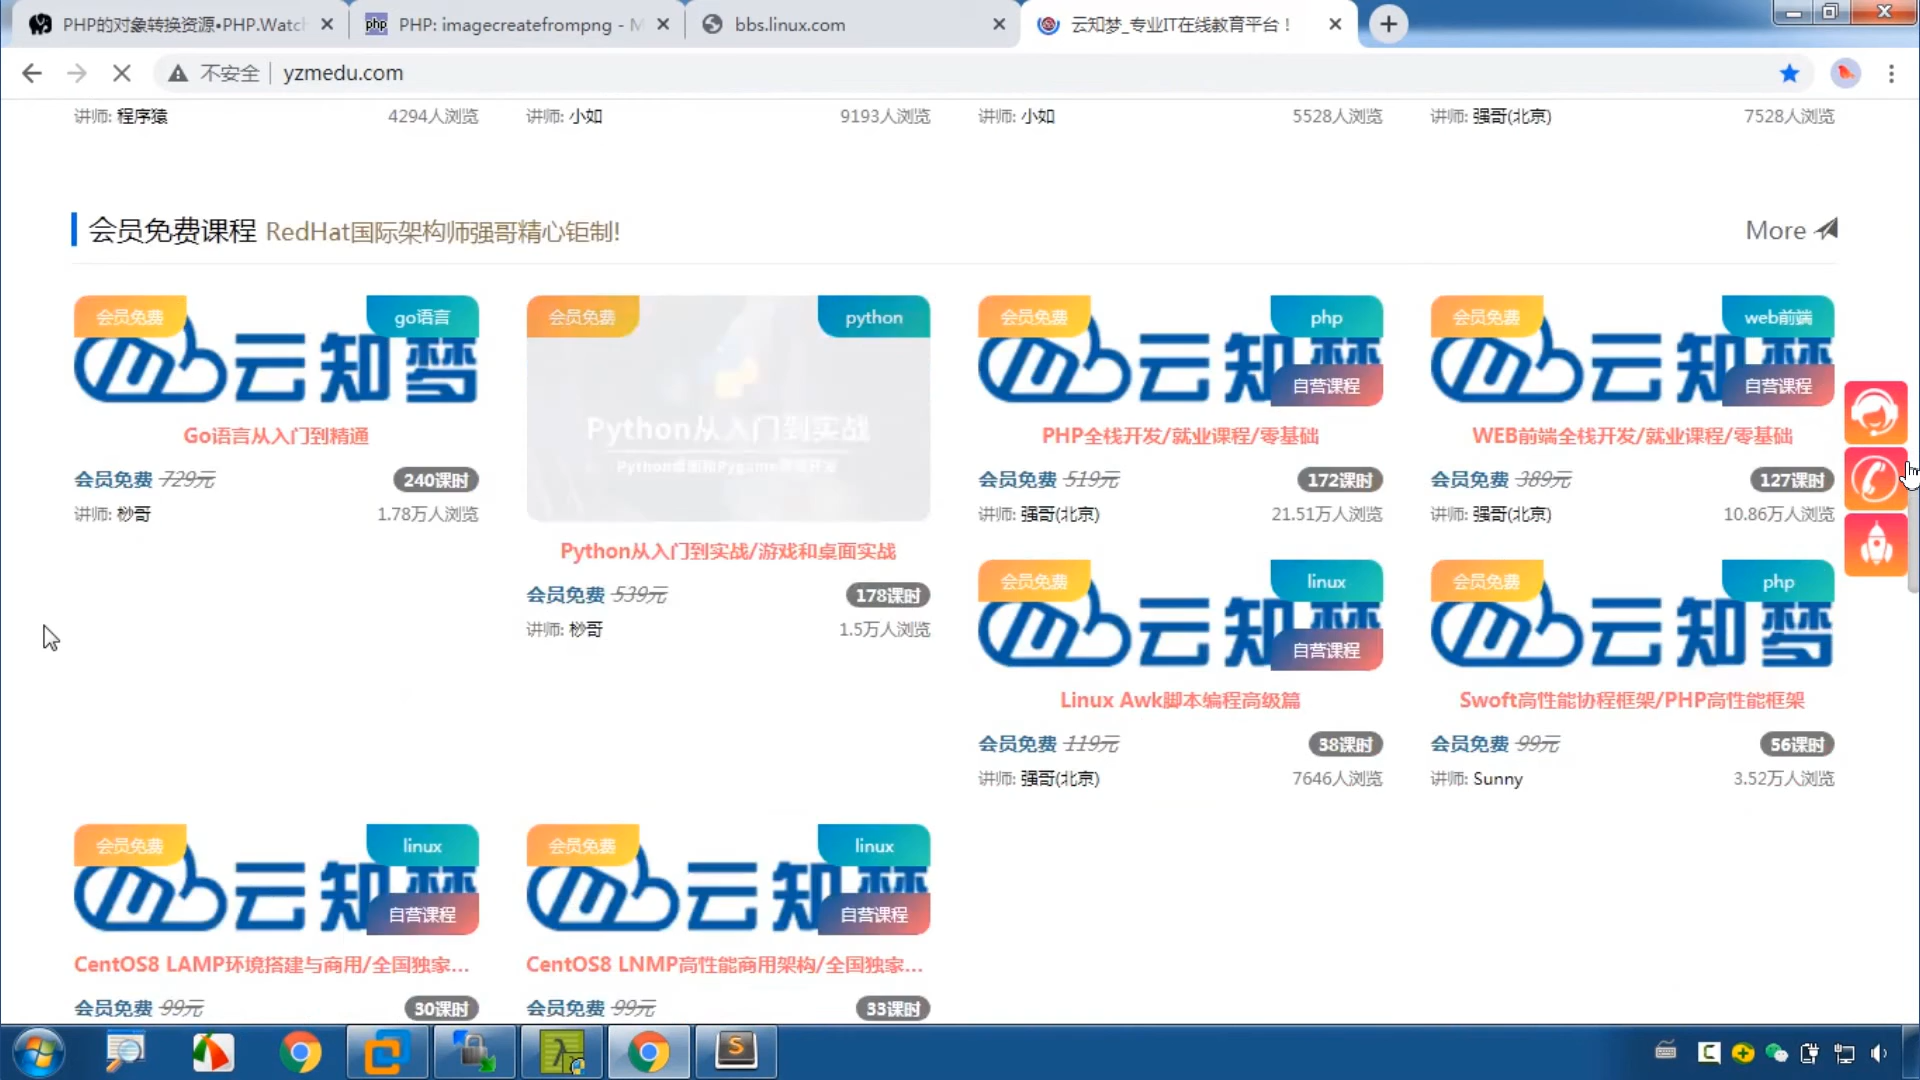 PHP的对象转换资源•PHP.Watch
PHP: imagecreatefrompng - M
bbs.linux.com
云知梦_专业IT在线教育平台！
不安全
yzmedu.com
讲师: 程序猿
4294人浏览
讲师: 小如
9193人浏览
讲师: 小如
5528人浏览
讲师: 强哥(北京)
7528人浏览
会员免费课程 RedHat国际架构师强哥精心钜制!
More
会员免费
go语言
云知梦
Go语言从入门到精通
会员免费 729元
240课时
讲师: 桫哥
1.78万人浏览
会员免费
python
Python从入门到实战
Python从入门到实战/游戏和桌面实战
会员免费 539元
178课时
讲师: 桫哥
1.5万人浏览
会员免费
php
云知梦
自营课程
PHP全栈开发/就业课程/零基础
会员免费 519元
172课时
讲师: 强哥(北京)
21.51万人浏览
会员免费
web前端
云知梦
自营课程
WEB前端全栈开发/就业课程/零基础
会员免费 389元
127课时
讲师: 强哥(北京)
10.86万人浏览
会员免费
linux
云知梦
自营课程
Linux Awk脚本编程高级篇
会员免费 119元
38课时
讲师: 强哥(北京)
7646人浏览
会员免费
php
云知梦
Swoft高性能协程框架/PHP高性能框架
会员免费 99元
56课时
讲师: Sunny
3.52万人浏览
会员免费
linux
云知梦
自营课程
CentOS8 LAMP环境搭建与商用/全国独家...
会员免费 99元
30课时
会员免费
linux
云知梦
自营课程
CentOS8 LNMP高性能商用架构/全国独家...
会员免费 99元
33课时